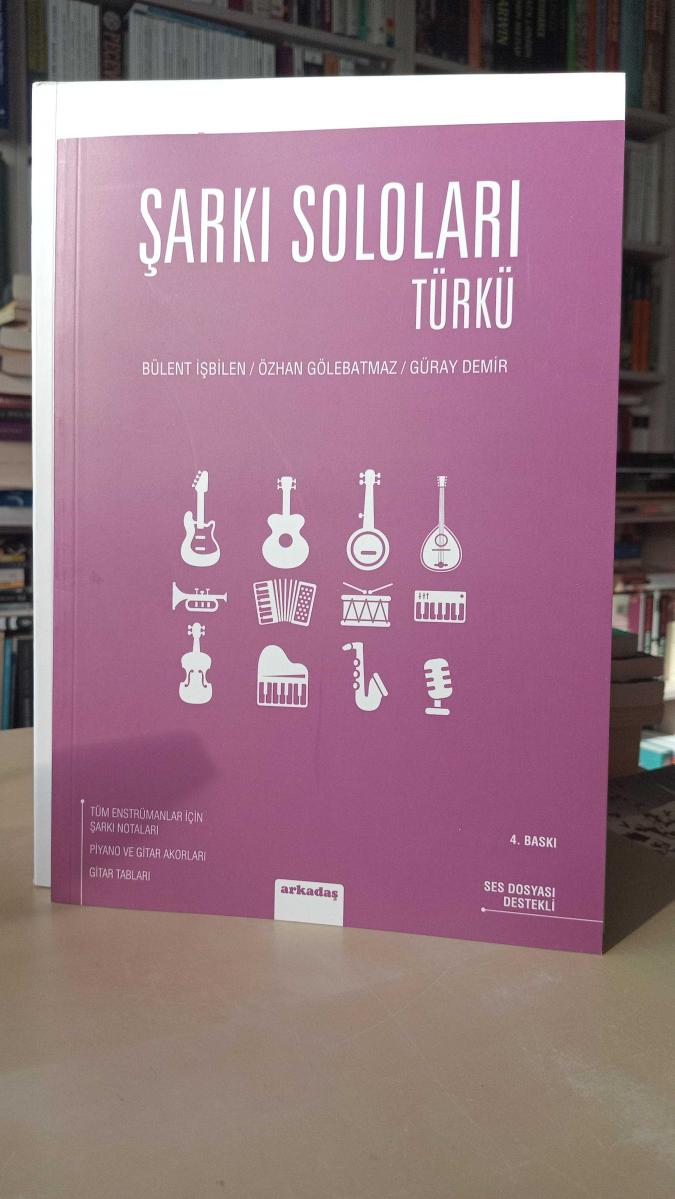 ŞARKI SOLOLARI
TÜRKÜ
BÜLENT İŞBİLEN / ÖZHAN GÖLEBATMAZ / GÜRAY DEMİR
TÜM ENSTRÜMANLAR İÇİN
ŞARKI NOTALARI
PİYANO VE GİTAR AKORLARI
GİTAR TABLARI
4. BASKI
SES DOSYASI
DESTEKLİ
arkadaş